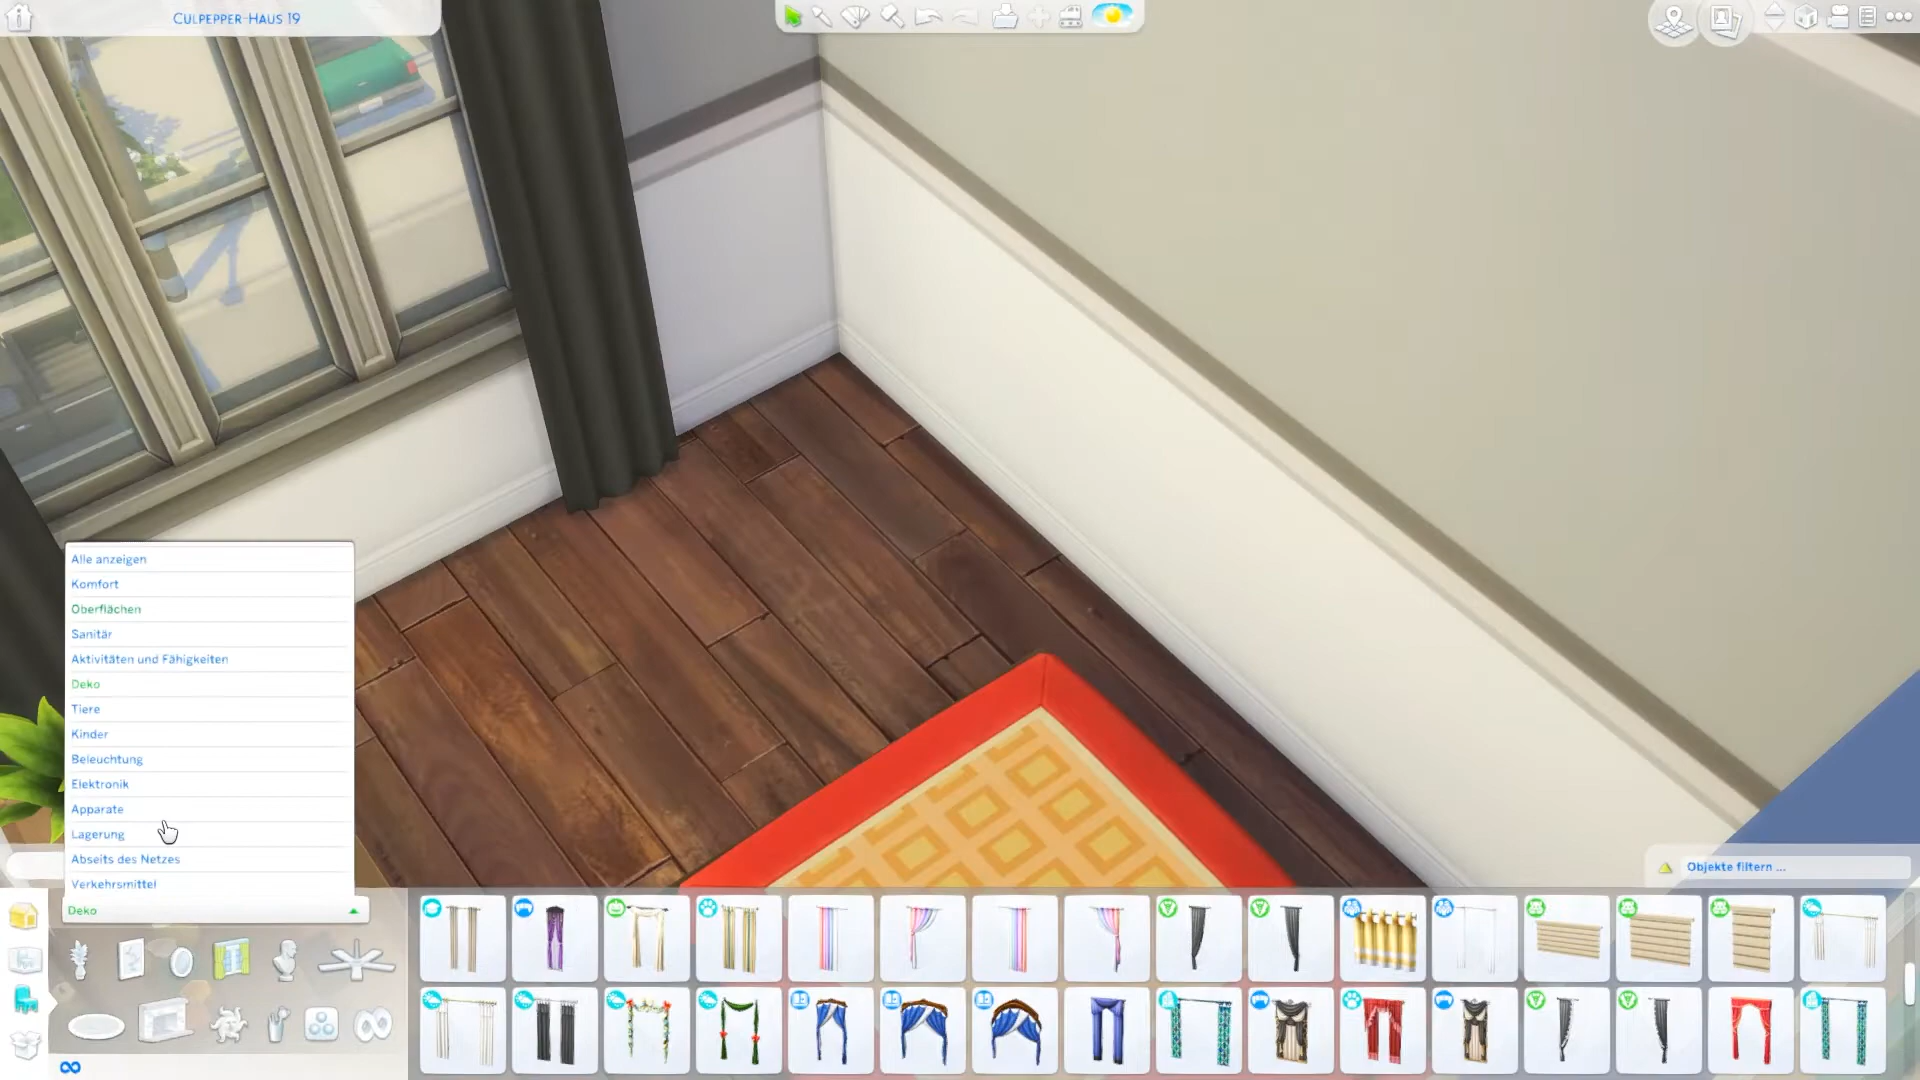 Culpepper-Haus 19
Alle anzeigen
Komfort
Oberflächen
Sanitär
Aktivitäten und Fähigkeiten
Deko
Tiere
Kinder
Beleuchtung
Elektronik
Apparate
Lagerung
Abseits des Netzes
Verkehrsmittel
Deko
Objekte filtern ...